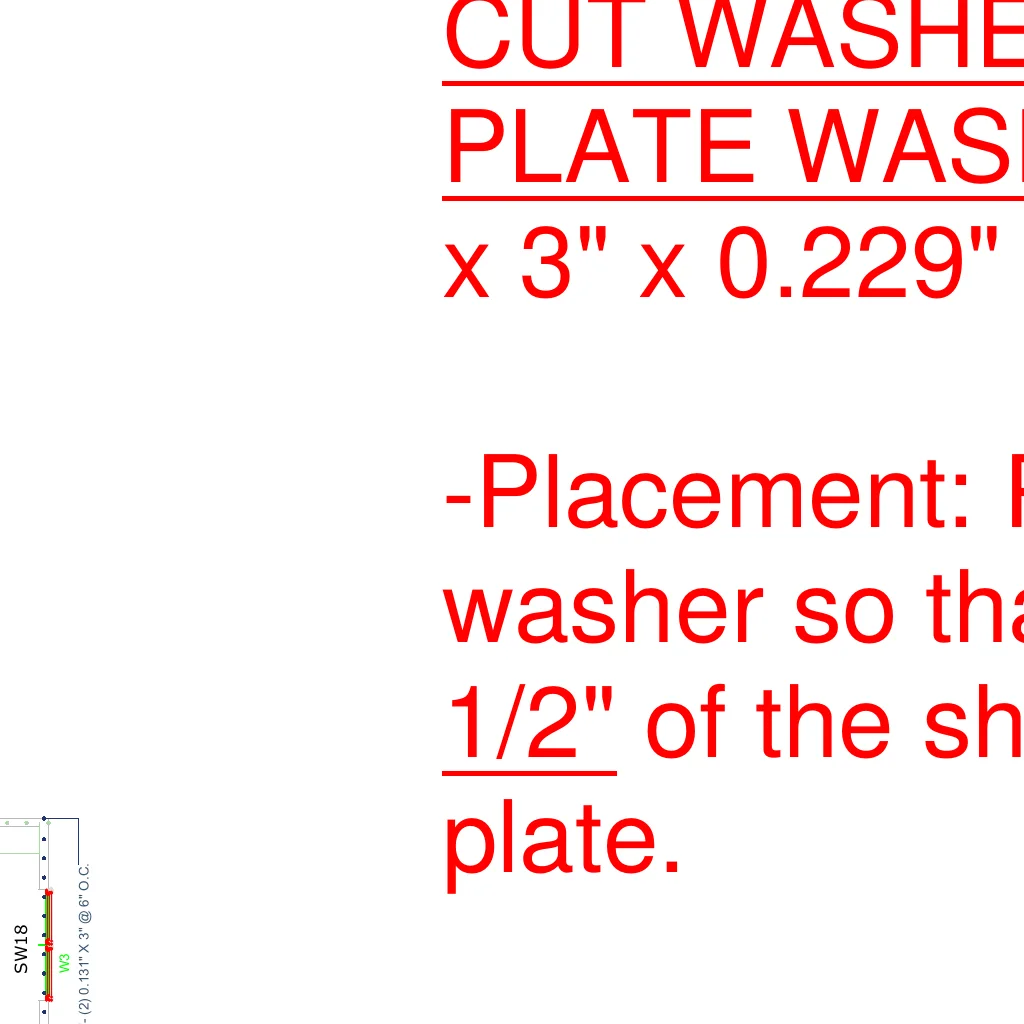 CUT WASHE
PLATE WASH
x 3" x 0.229"
-Placement: P
washer so tha
1/2" of the sh
plate.
SW18
W3
- (2) 0.131" X 3" @ 6" O.C.